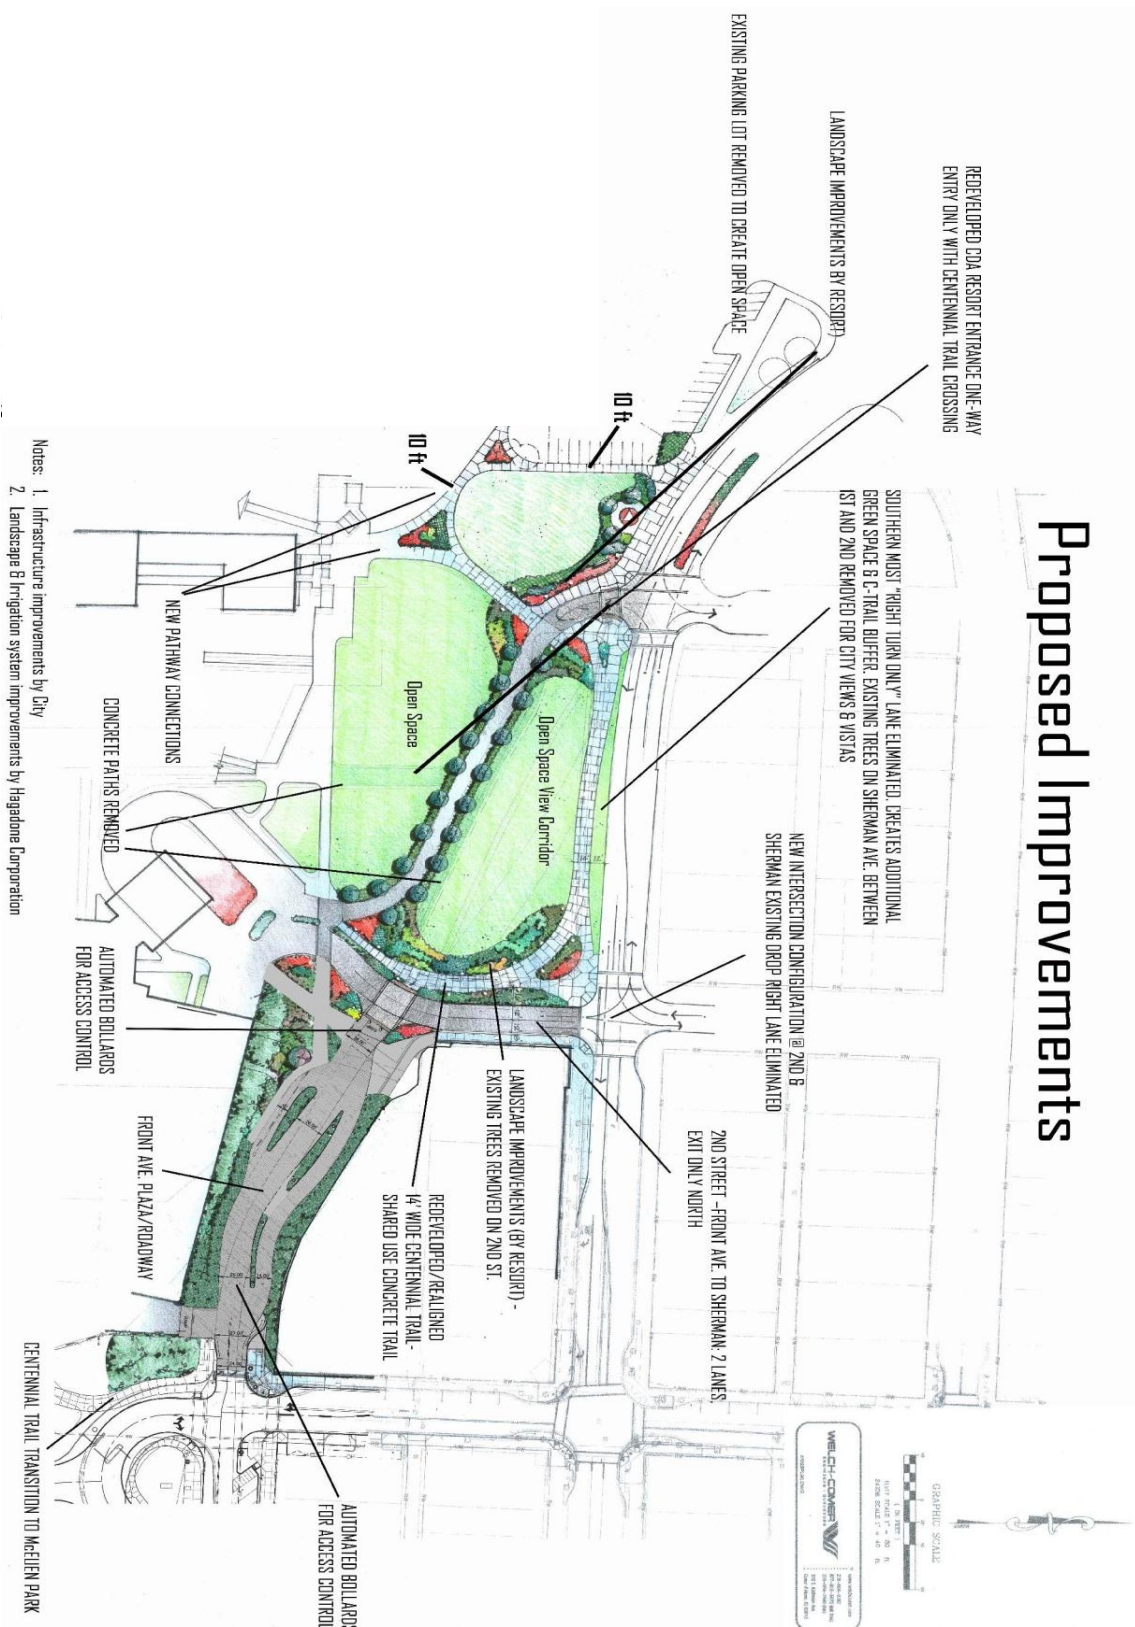 Proposed Improvements
REDEVELOPED CDA RESORT ENTRANCE ONE-WAY
ENTRY ONLY WITH CENTENNIAL TRAIL CROSSING
LANDSCAPE IMPROVEMENTS BY RESORT)
EXISTING PARKING LOT REMOVED TO CREATE OPEN SPACE
SOUTHERN MOST "RIGHT TURN ONLY" LANE ELIMINATED. CREATES ADDITIONAL
GREEN SPACE & C-TRAIL BUFFER. EXISTING TREES ON SHERMAN AVE. BETWEEN
1ST AND 2ND REMOVED FOR CITY VIEWS & VISTAS
NEW INTERSECTION CONFIGURATION @ 2ND &
SHERMAN EXISTING DROP RIGHT LANE ELIMINATED
2ND STREET -FRONT AVE. TO SHERMAN: 2 LANES,
EXIT ONLY NORTH
10 ft
10 ft
Open Space View Corridor
Open Space
LANDSCAPE IMPROVEMENTS (BY RESORT) -
EXISTING TREES REMOVED ON 2ND ST.
REDEVELOPED/REALIGNED
14' WIDE CENTENNIAL TRAIL-
SHARED USE CONCRETE TRAIL
NEW PATHWAY CONNECTIONS
CONCRETE PATHS REMOVED
AUTOMATED BOLLARDS
FOR ACCESS CONTROL
FRONT AVE. PLAZA/ROADWAY
AUTOMATED BOLLARDS
FOR ACCESS CONTROL
CENTENNIAL TRAIL TRANSITION TO McEUEN PARK
Notes: 1. Infrastructure improvements by City
2. Landscape & Irrigation system improvements by Hagadone Corporation
GRAPHIC SCALE
( IN FEET )
WELCH-COMER